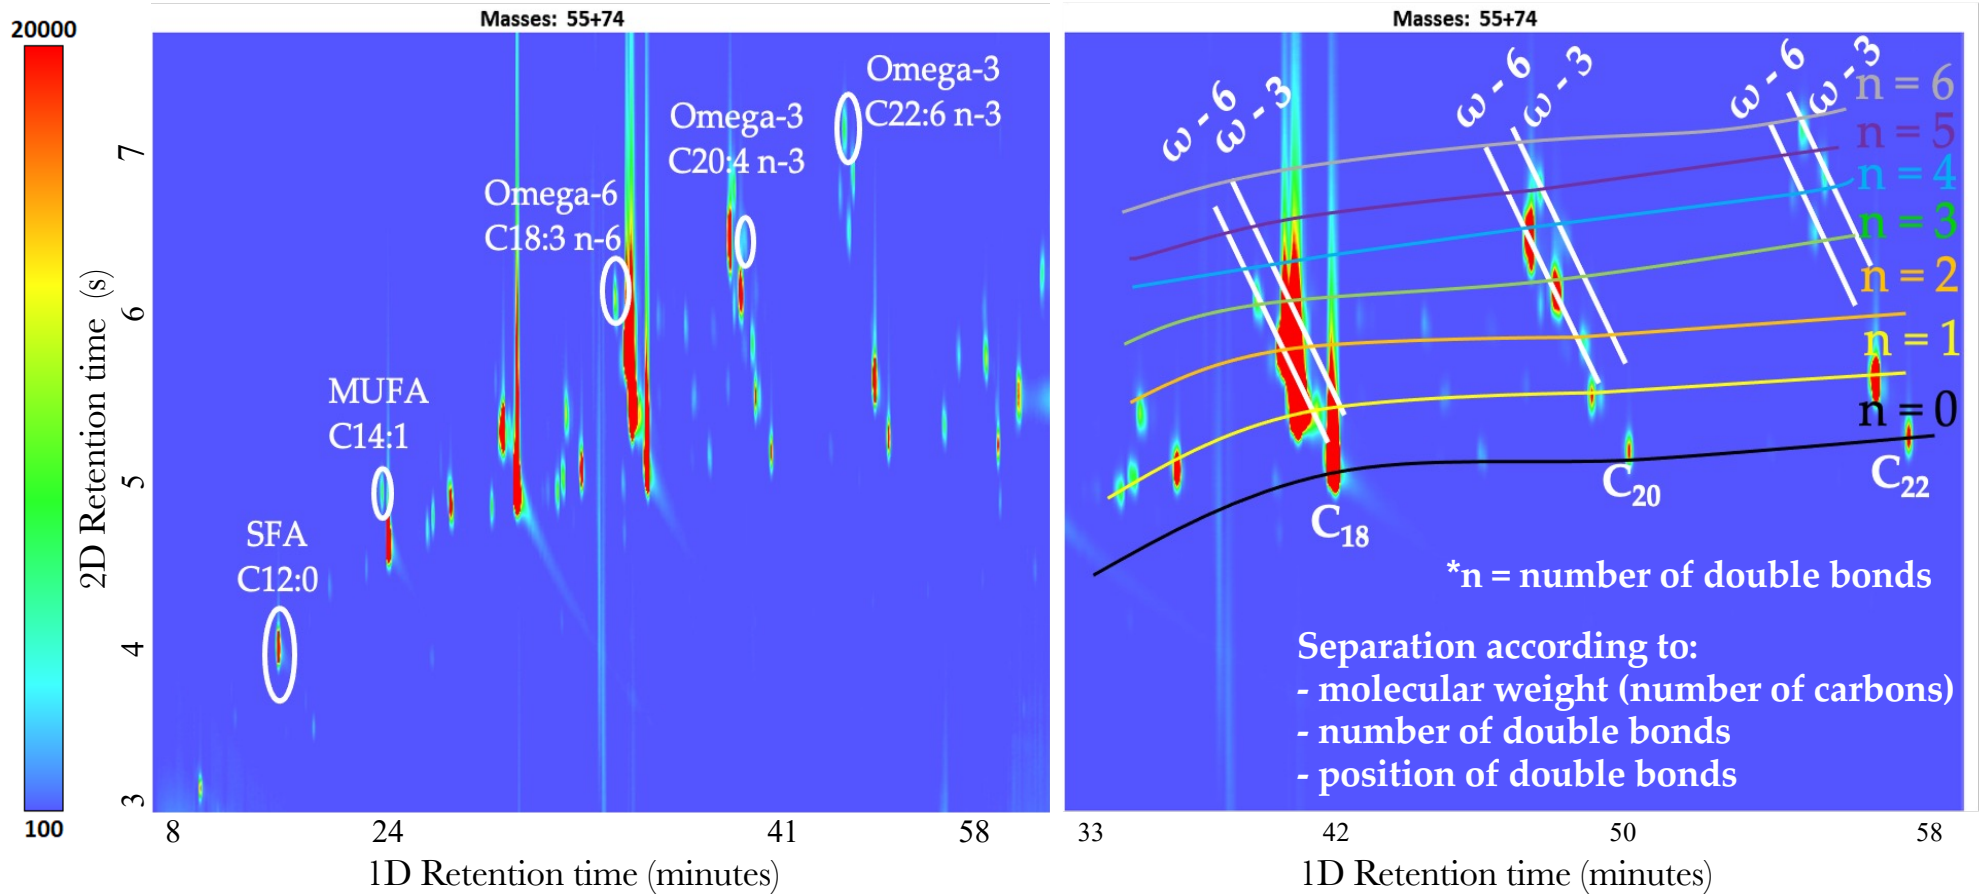 Masses: 55+74
20000
100
2D Retention time (s)
7
6
5
4
3
Omega-3
C22:6 n-3
Omega-3
C20:4 n-3
Omega-6
C18:3 n-6
MUFA
C14:1
SFA
C12:0
8 24 41 58
1D Retention time (minutes)
Masses: 55+74
ω - 6
ω - 3
ω - 6
ω - 3
ω - 6
ω - 3
n = 6
n = 5
n = 4
n = 3
n = 2
n = 1
n = 0
C18
C20
C22
*n = number of double bonds
Separation according to:
- molecular weight (number of carbons)
- number of double bonds
- position of double bonds
33 42 50 58
1D Retention time (minutes)